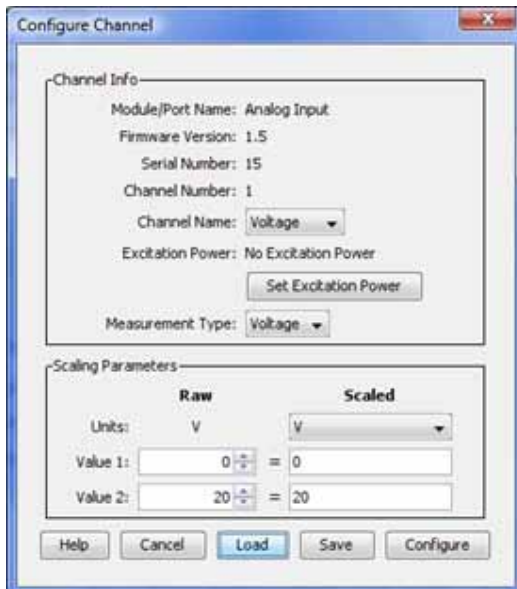 Configure Channel
Channel Info
Module/Port Name: Analog Input
Firmware Version: 1.5
Serial Number: 15
Channel Number: 1
Channel Name: Voltage
Excitation Power: No Excitation Power
Set Excitation Power
Measurement Type: Voltage
Scaling Parameters
Raw Scaled
Units: V V
Value 1: 0 = 0
Value 2: 20 = 20
Help Cancel Load Save Configure